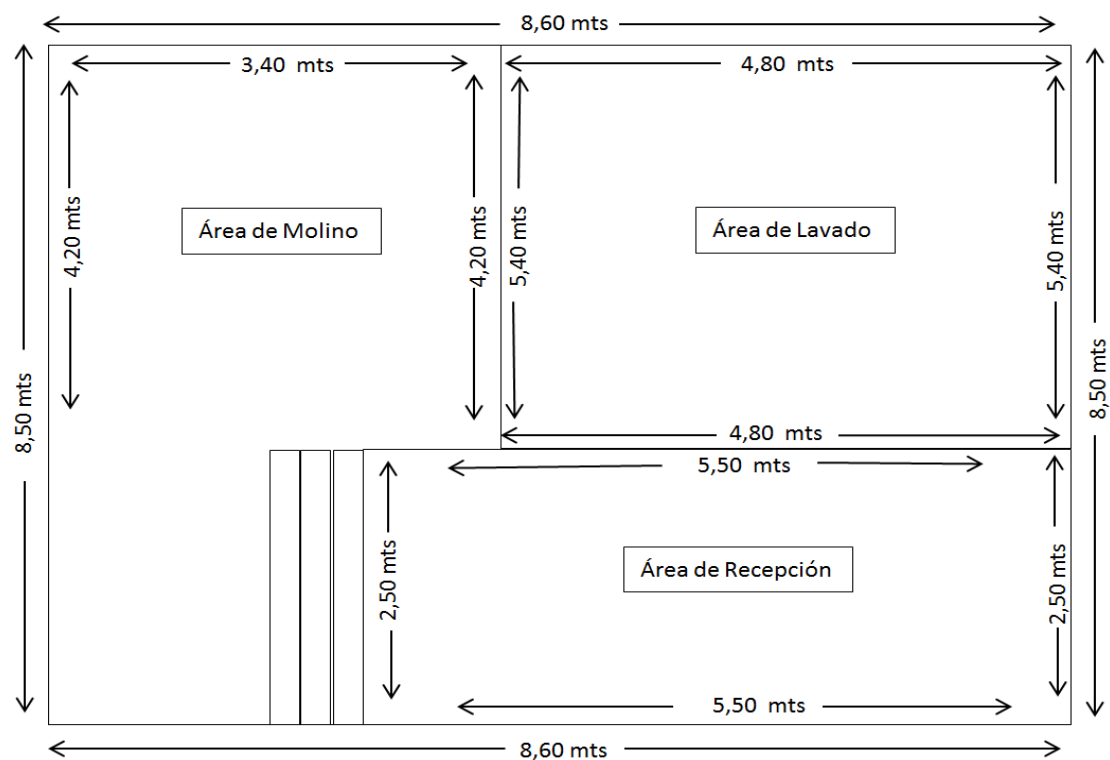 8,60 mts
3,40 mts
4,80 mts
4,20 mts
4,20 mts
5,40 mts
5,40 mts
Área de Molino
Área de Lavado
8,50 mts
8,50 mts
4,80 mts
5,50 mts
2,50 mts
Área de Recepción
2,50 mts
5,50 mts
8,60 mts